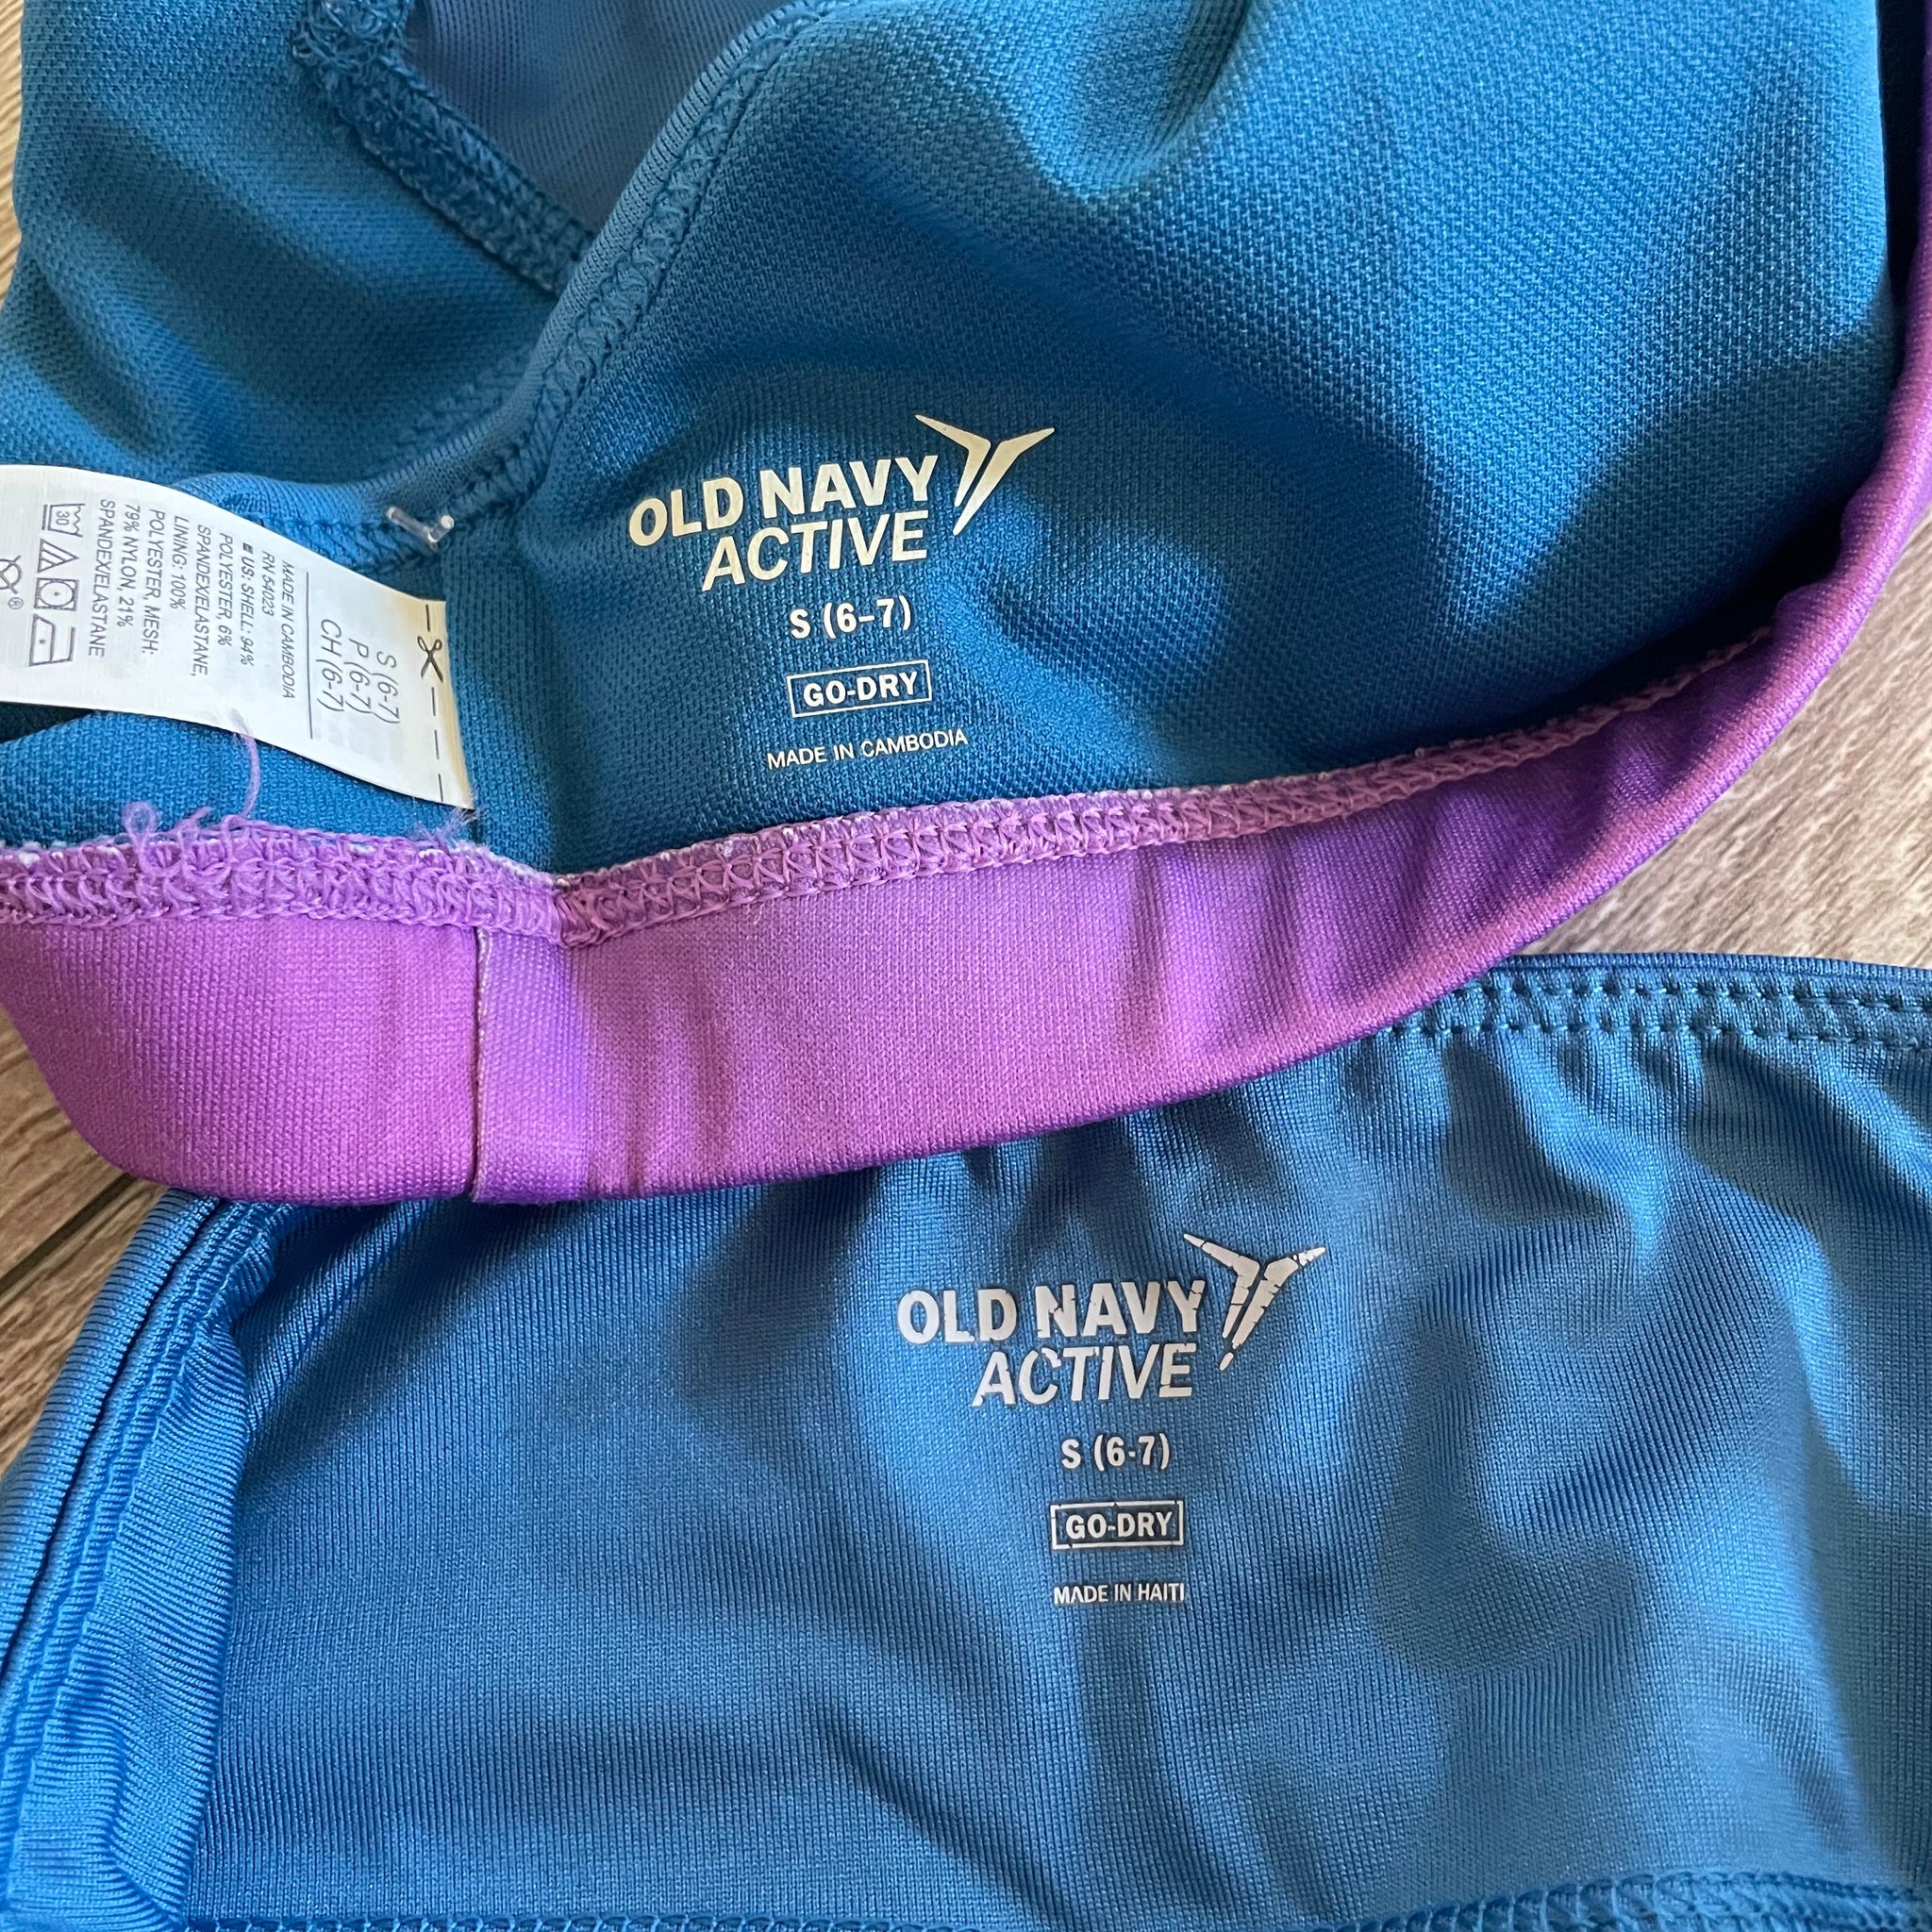 OLD NAVY
ACTIVE
S (6-7)
GO-DRY
MADE IN CAMBODIA
S (6-7)
P (6-7)
CH (6-7)
MADE IN CAMBODIA
RN 54023
■ US: SHELL: 94%
POLYESTER, 6%
SPANDEX/ELASTANE,
LINING: 100%
POLYESTER, MESH:
79% NYLON, 21%
SPANDEX/ELASTANE
30
OLD NAVY
ACTIVE
S (6-7)
GO-DRY
MADE IN HAITI